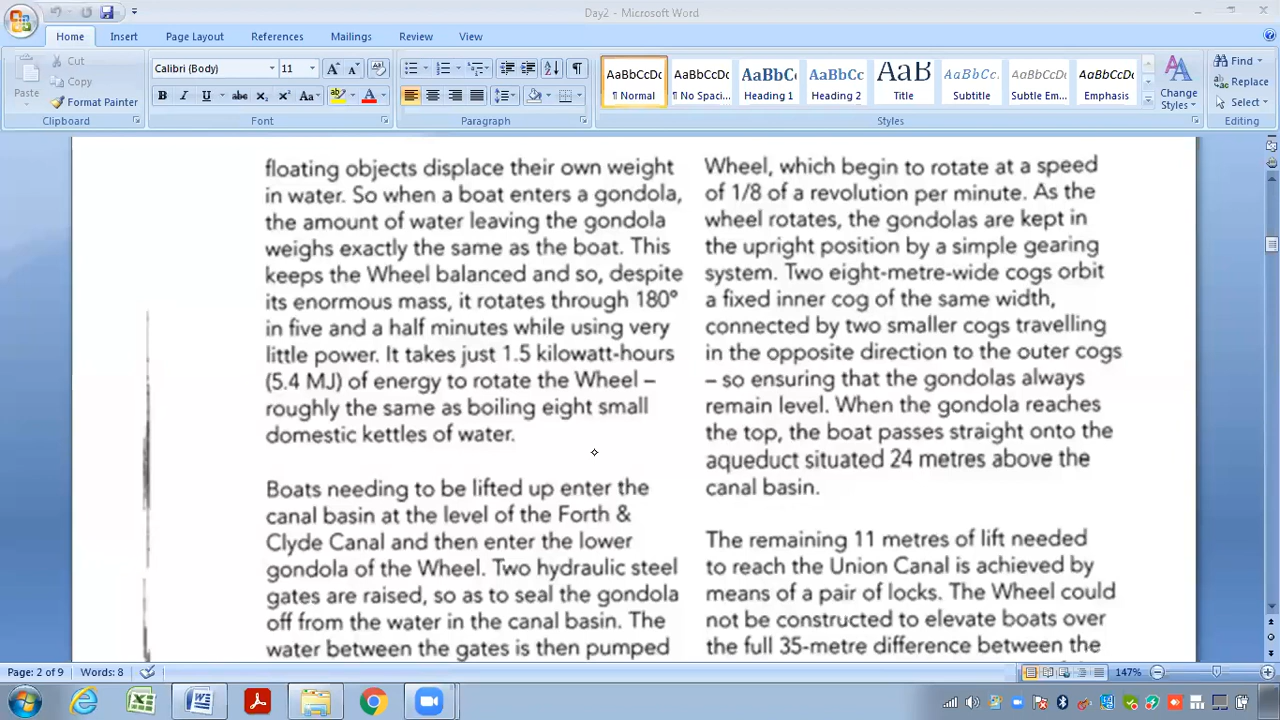 Day2 - Microsoft Word
Home Insert Page Layout References Mailings Review View
Paste
Cut
Copy
Format Painter
Clipboard
Calibri (Body) 11
Font
Paragraph
AaBbCcDc AaBbCcDc AaBbC AaBbCc AaB AaBbCc. AaBbCcDc AaBbCcDc
¶ Normal ¶ No Spaci... Heading 1 Heading 2 Title Subtitle Subtle Em... Emphasis
Change
Styles
Styles
Find
Replace
Select
Editing
floating objects displace their own weight
in water. So when a boat enters a gondola,
the amount of water leaving the gondola
weighs exactly the same as the boat. This
keeps the Wheel balanced and so, despite
its enormous mass, it rotates through 180°
in five and a half minutes while using very
little power. It takes just 1.5 kilowatt-hours
(5.4 MJ) of energy to rotate the Wheel –
roughly the same as boiling eight small
domestic kettles of water.
Boats needing to be lifted up enter the
canal basin at the level of the Forth &
Clyde Canal and then enter the lower
gondola of the Wheel. Two hydraulic steel
gates are raised, so as to seal the gondola
off from the water in the canal basin. The
water between the gates is then pumped
Wheel, which begin to rotate at a speed
of 1/8 of a revolution per minute. As the
wheel rotates, the gondolas are kept in
the upright position by a simple gearing
system. Two eight-metre-wide cogs orbit
a fixed inner cog of the same width,
connected by two smaller cogs travelling
in the opposite direction to the outer cogs
– so ensuring that the gondolas always
remain level. When the gondola reaches
the top, the boat passes straight onto the
aqueduct situated 24 metres above the
canal basin.
The remaining 11 metres of lift needed
to reach the Union Canal is achieved by
means of a pair of locks. The Wheel could
not be constructed to elevate boats over
the full 35-metre difference between the
Page: 2 of 9 Words: 8 147%